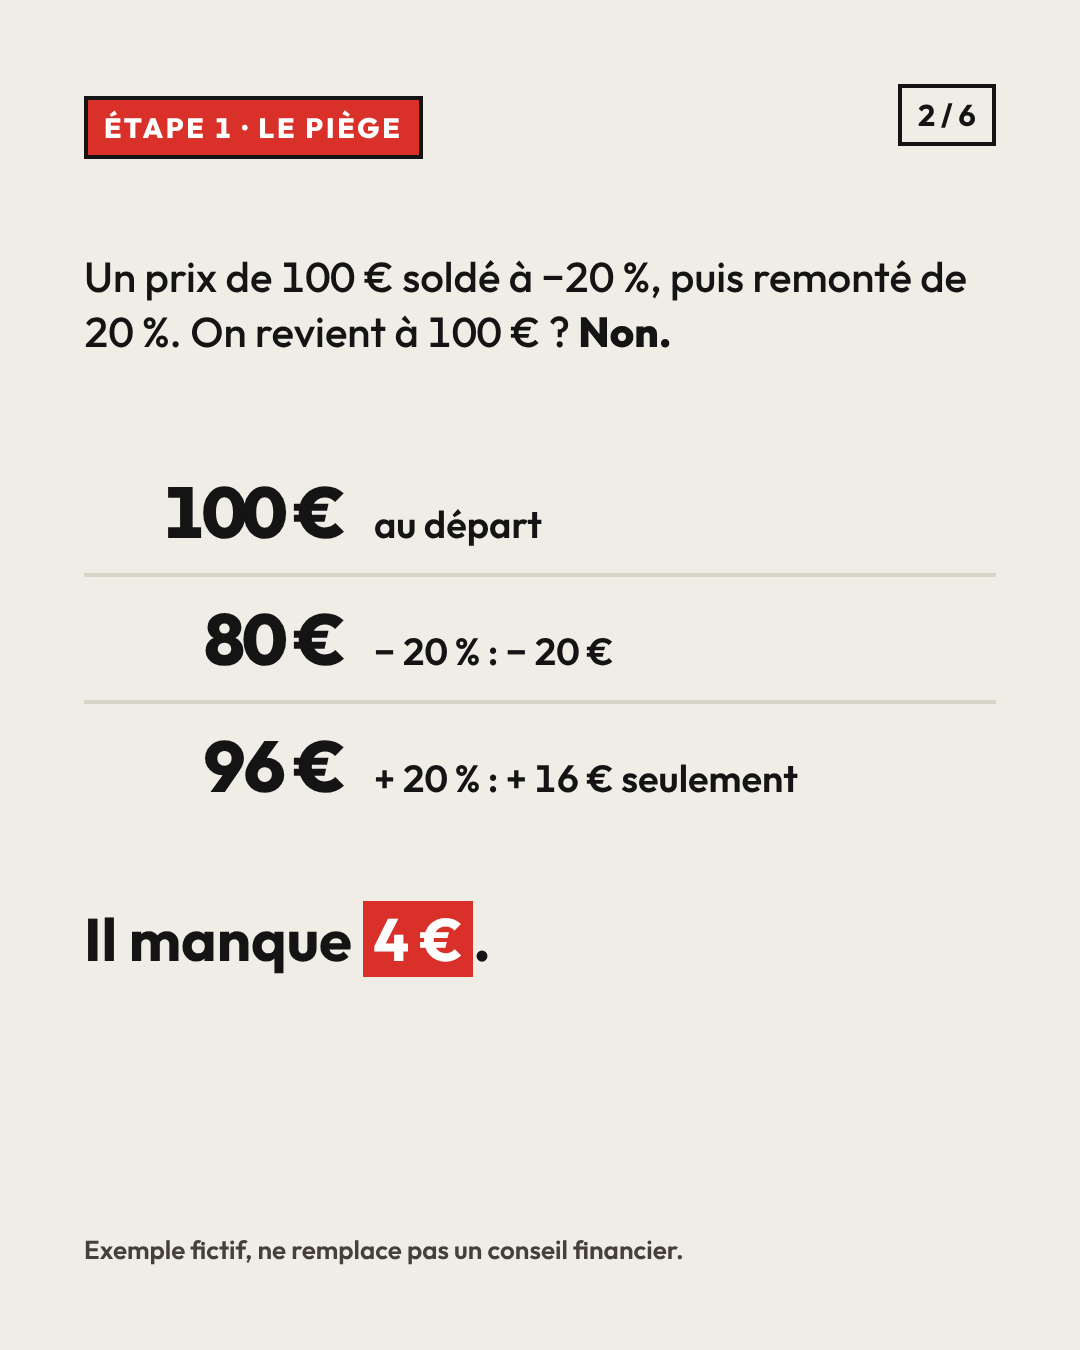 ÉTAPE 1 · LE PIÈGE
2 / 6
Un prix de 100 € soldé à −20 %, puis remonté de
20 %. On revient à 100 € ? Non.
100 € au départ
80 € − 20 % : − 20 €
96 € + 20 % : + 16 € seulement
Il manque 4 €.
Exemple fictif, ne remplace pas un conseil financier.